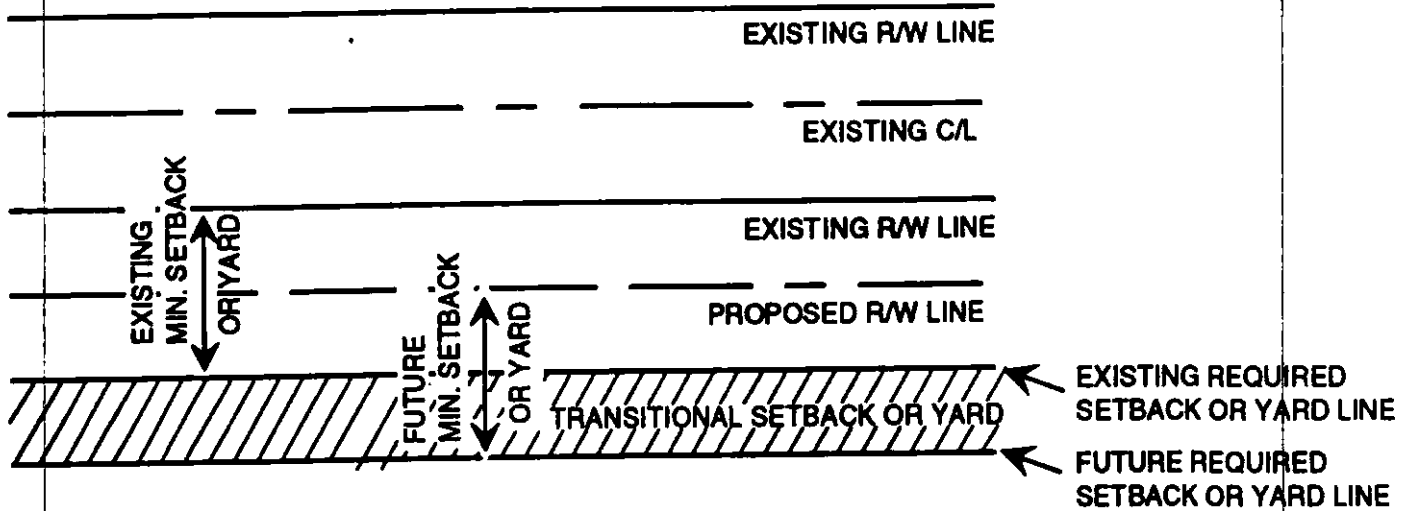 EXISTING R/W LINE
EXISTING C/L
EXISTING R/W LINE
EXISTING
MIN. SETBACK
OR YARD
PROPOSED R/W LINE
FUTURE
MIN. SETBACK
OR YARD
TRANSITIONAL SETBACK OR YARD
EXISTING REQUIRED
SETBACK OR YARD LINE
FUTURE REQUIRED
SETBACK OR YARD LINE